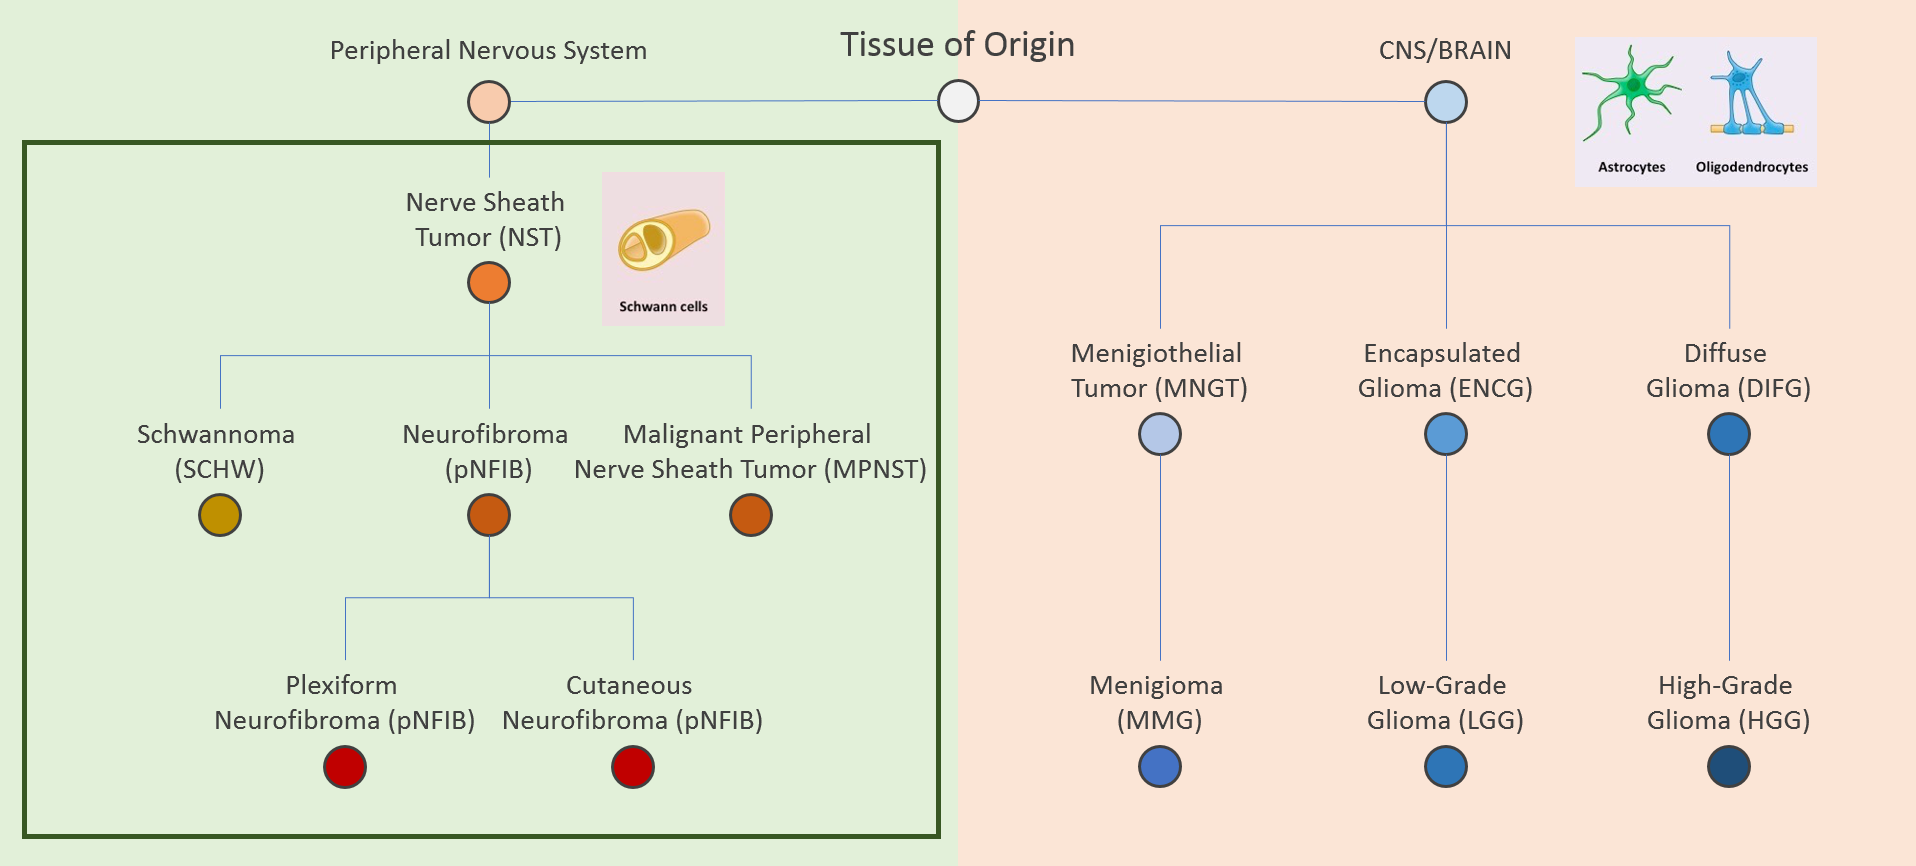 Tissue of Origin
Peripheral Nervous System
CNS/BRAIN
Astrocytes
Oligodendrocytes
Nerve Sheath
Tumor (NST)
Schwann cells
Schwannoma
(SCHW)
Neurofibroma
(pNFIB)
Malignant Peripheral
Nerve Sheath Tumor (MPNST)
Plexiform
Neurofibroma (pNFIB)
Cutaneous
Neurofibroma (pNFIB)
Menigiothelial
Tumor (MNGT)
Encapsulated
Glioma (ENCG)
Diffuse
Glioma (DIFG)
Menigioma
(MMG)
Low-Grade
Glioma (LGG)
High-Grade
Glioma (HGG)